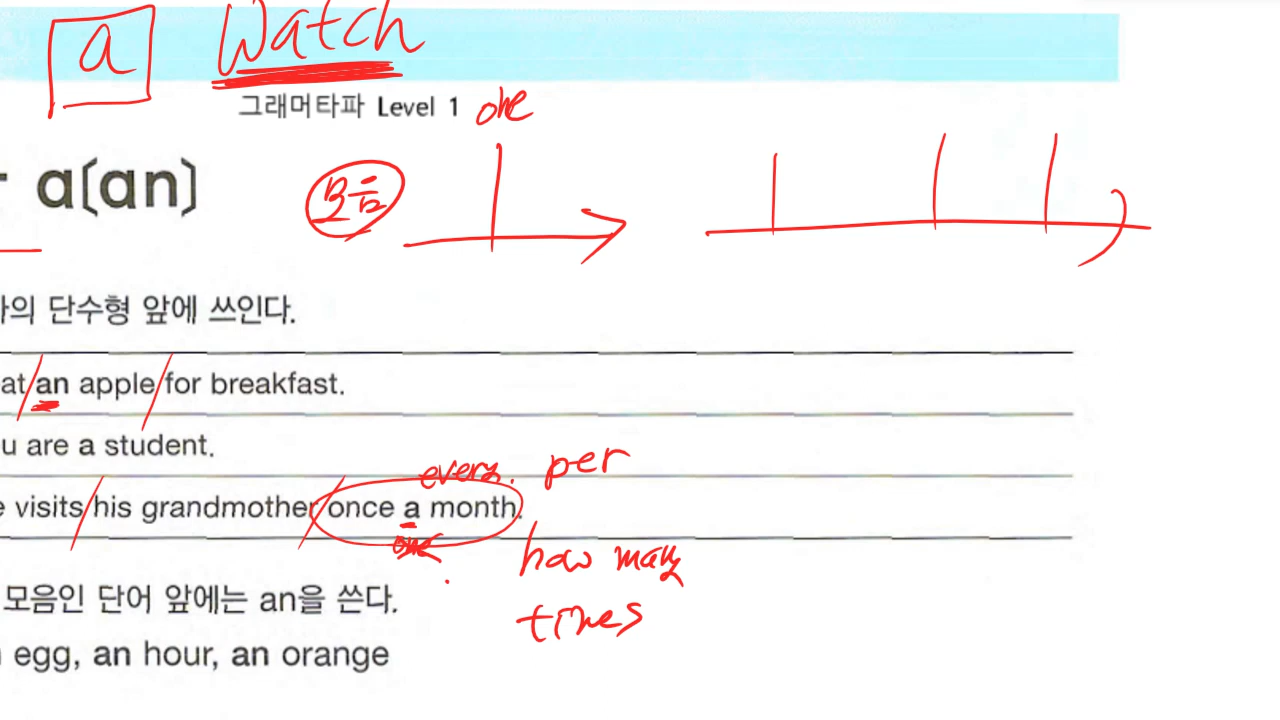 a Watch
그래머타파 Level 1 one
a(an)
모음
의 단수형 앞에 쓰인다.
at an apple for breakfast.
u are a student.
every. per
e visits his grandmother once a month.
one
how many
times
모음인 단어 앞에는 an을 쓴다.
egg, an hour, an orange